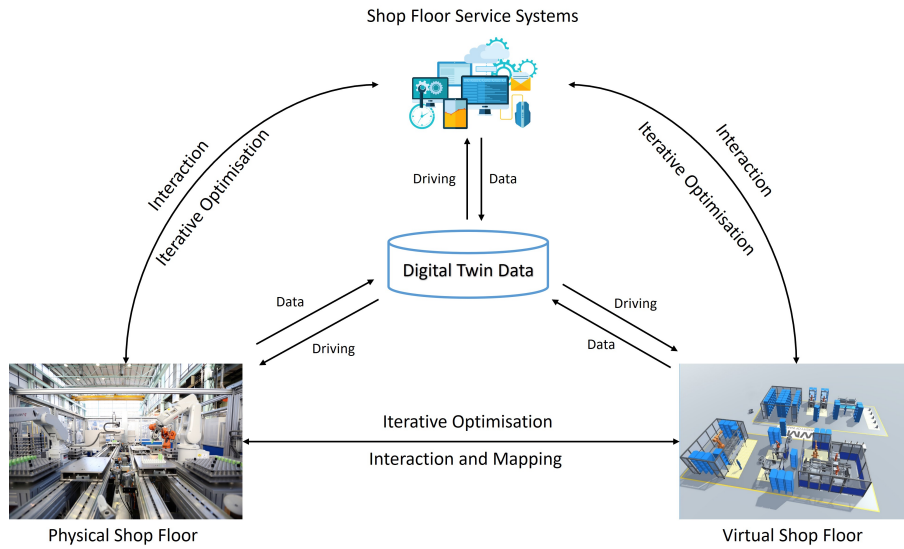 Shop Floor Service Systems
Interaction
Iterative Optimisation
Interaction
Iterative Optimisation
Driving
Data
Digital Twin Data
Data
Driving
Driving
Data
Iterative Optimisation
Interaction and Mapping
Physical Shop Floor
Virtual Shop Floor